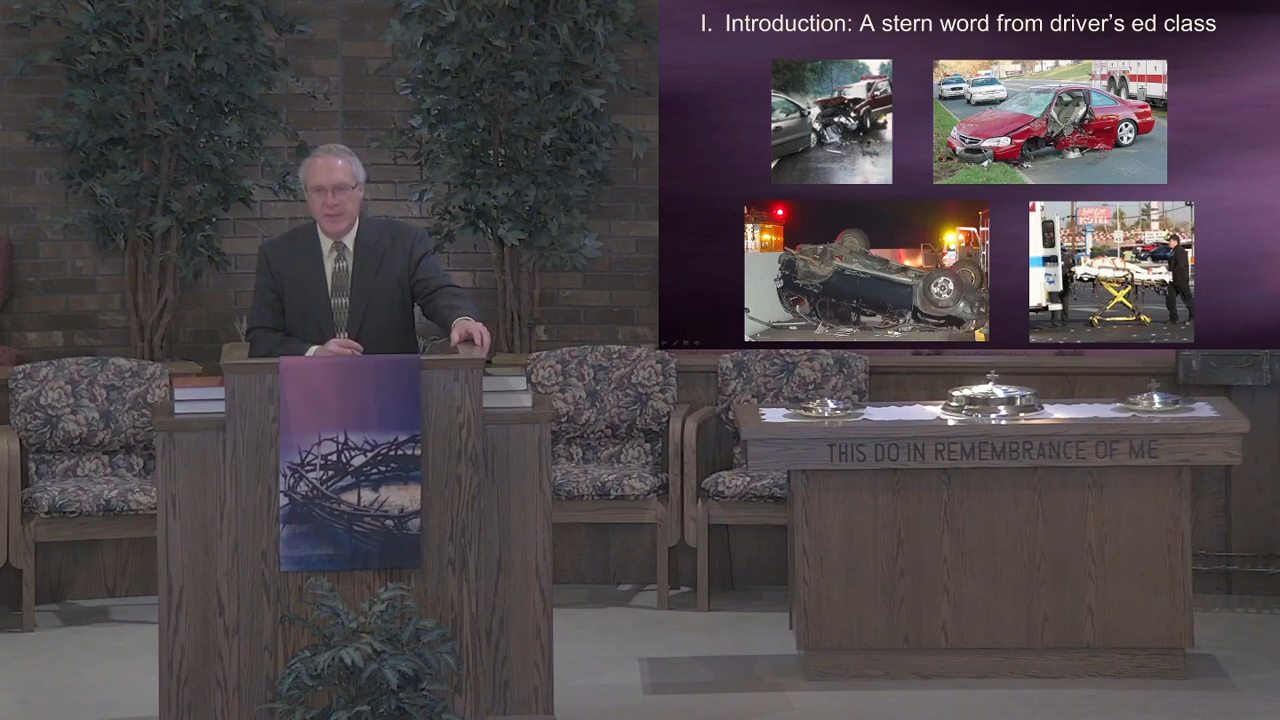 I. Introduction: A stern word from driver's ed class
THIS DO IN REMEMBRANCE OF ME